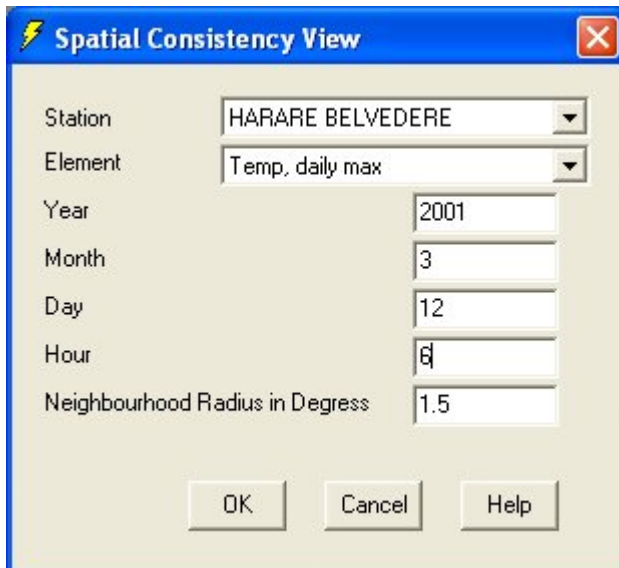 Spatial Consistency View
Station HARARE BELVEDERE
Element Temp, daily max
Year 2001
Month 3
Day 12
Hour 6
Neighbourhood Radius in Degress 1.5
OK Cancel Help